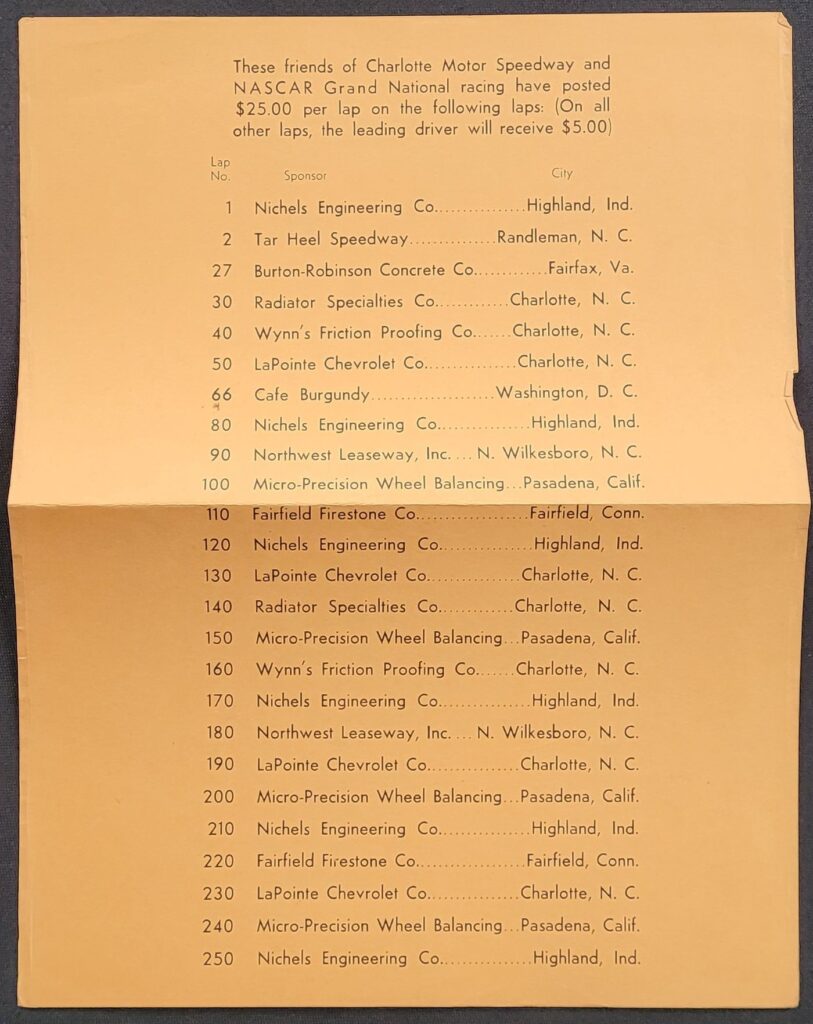 These friends of Charlotte Motor Speedway and
NASCAR Grand National racing have posted
$25.00 per lap on the following laps: (On all
other laps, the leading driver will receive $5.00)
Lap
No. Sponsor City
1 Nichels Engineering Co................Highland, Ind.
2 Tar Heel Speedway...............Randleman, N. C.
27 Burton-Robinson Concrete Co............Fairfax, Va.
30 Radiator Specialties Co............Charlotte, N. C.
40 Wynn's Friction Proofing Co.......Charlotte, N. C.
50 LaPointe Chevrolet Co...............Charlotte, N. C.
66 Cafe Burgundy.....................Washington, D. C.
80 Nichels Engineering Co................Highland, Ind.
90 Northwest Leaseway, Inc....N. Wilkesboro, N. C.
100 Micro-Precision Wheel Balancing...Pasadena, Calif.
110 Fairfield Firestone Co...................Fairfield, Conn.
120 Nichels Engineering Co................Highland, Ind.
130 LaPointe Chevrolet Co...............Charlotte, N. C.
140 Radiator Specialties Co............Charlotte, N. C.
150 Micro-Precision Wheel Balancing...Pasadena, Calif.
160 Wynn's Friction Proofing Co.......Charlotte, N. C.
170 Nichels Engineering Co................Highland, Ind.
180 Northwest Leaseway, Inc....N. Wilkesboro, N. C.
190 LaPointe Chevrolet Co...............Charlotte, N. C.
200 Micro-Precision Wheel Balancing...Pasadena, Calif.
210 Nichels Engineering Co................Highland, Ind.
220 Fairfield Firestone Co..................Fairfield, Conn.
230 LaPointe Chevrolet Co...............Charlotte, N. C.
240 Micro-Precision Wheel Balancing...Pasadena, Calif.
250 Nichels Engineering Co................Highland, Ind.